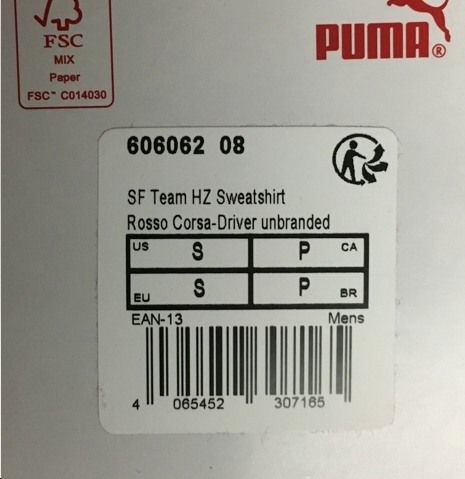 FSC
MIX
Paper
FSC™ C014030
PUMA®
606062 08
SF Team HZ Sweatshirt
Rosso Corsa-Driver unbranded
US S P CA
EU S P BR
EAN-13 Mens
4 065452 307165